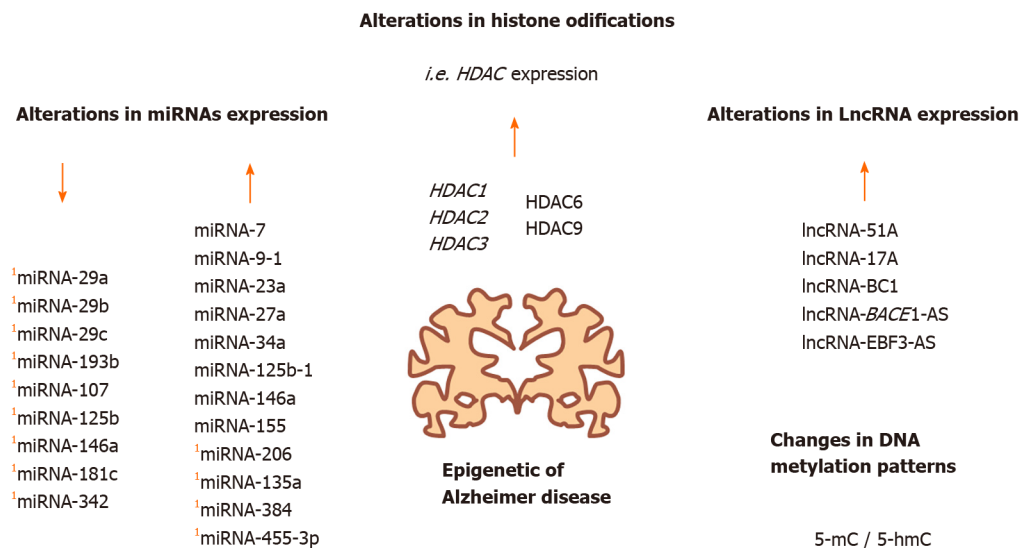 Alterations in histone odifications
i.e. HDAC expression
Alterations in miRNAs expression
¹miRNA-29a
¹miRNA-29b
¹miRNA-29c
¹miRNA-193b
¹miRNA-107
¹miRNA-125b
¹miRNA-146a
¹miRNA-181c
¹miRNA-342
miRNA-7
miRNA-9-1
miRNA-23a
miRNA-27a
miRNA-34a
miRNA-125b-1
miRNA-146a
miRNA-155
¹miRNA-206
¹miRNA-135a
¹miRNA-384
¹miRNA-455-3p
HDAC1
HDAC2
HDAC3
HDAC6
HDAC9
Epigenetic of
Alzheimer disease
Alterations in LncRNA expression
lncRNA-51A
lncRNA-17A
lncRNA-BC1
lncRNA-BACE1-AS
lncRNA-EBF3-AS
Changes in DNA
metylation patterns
5-mC / 5-hmC